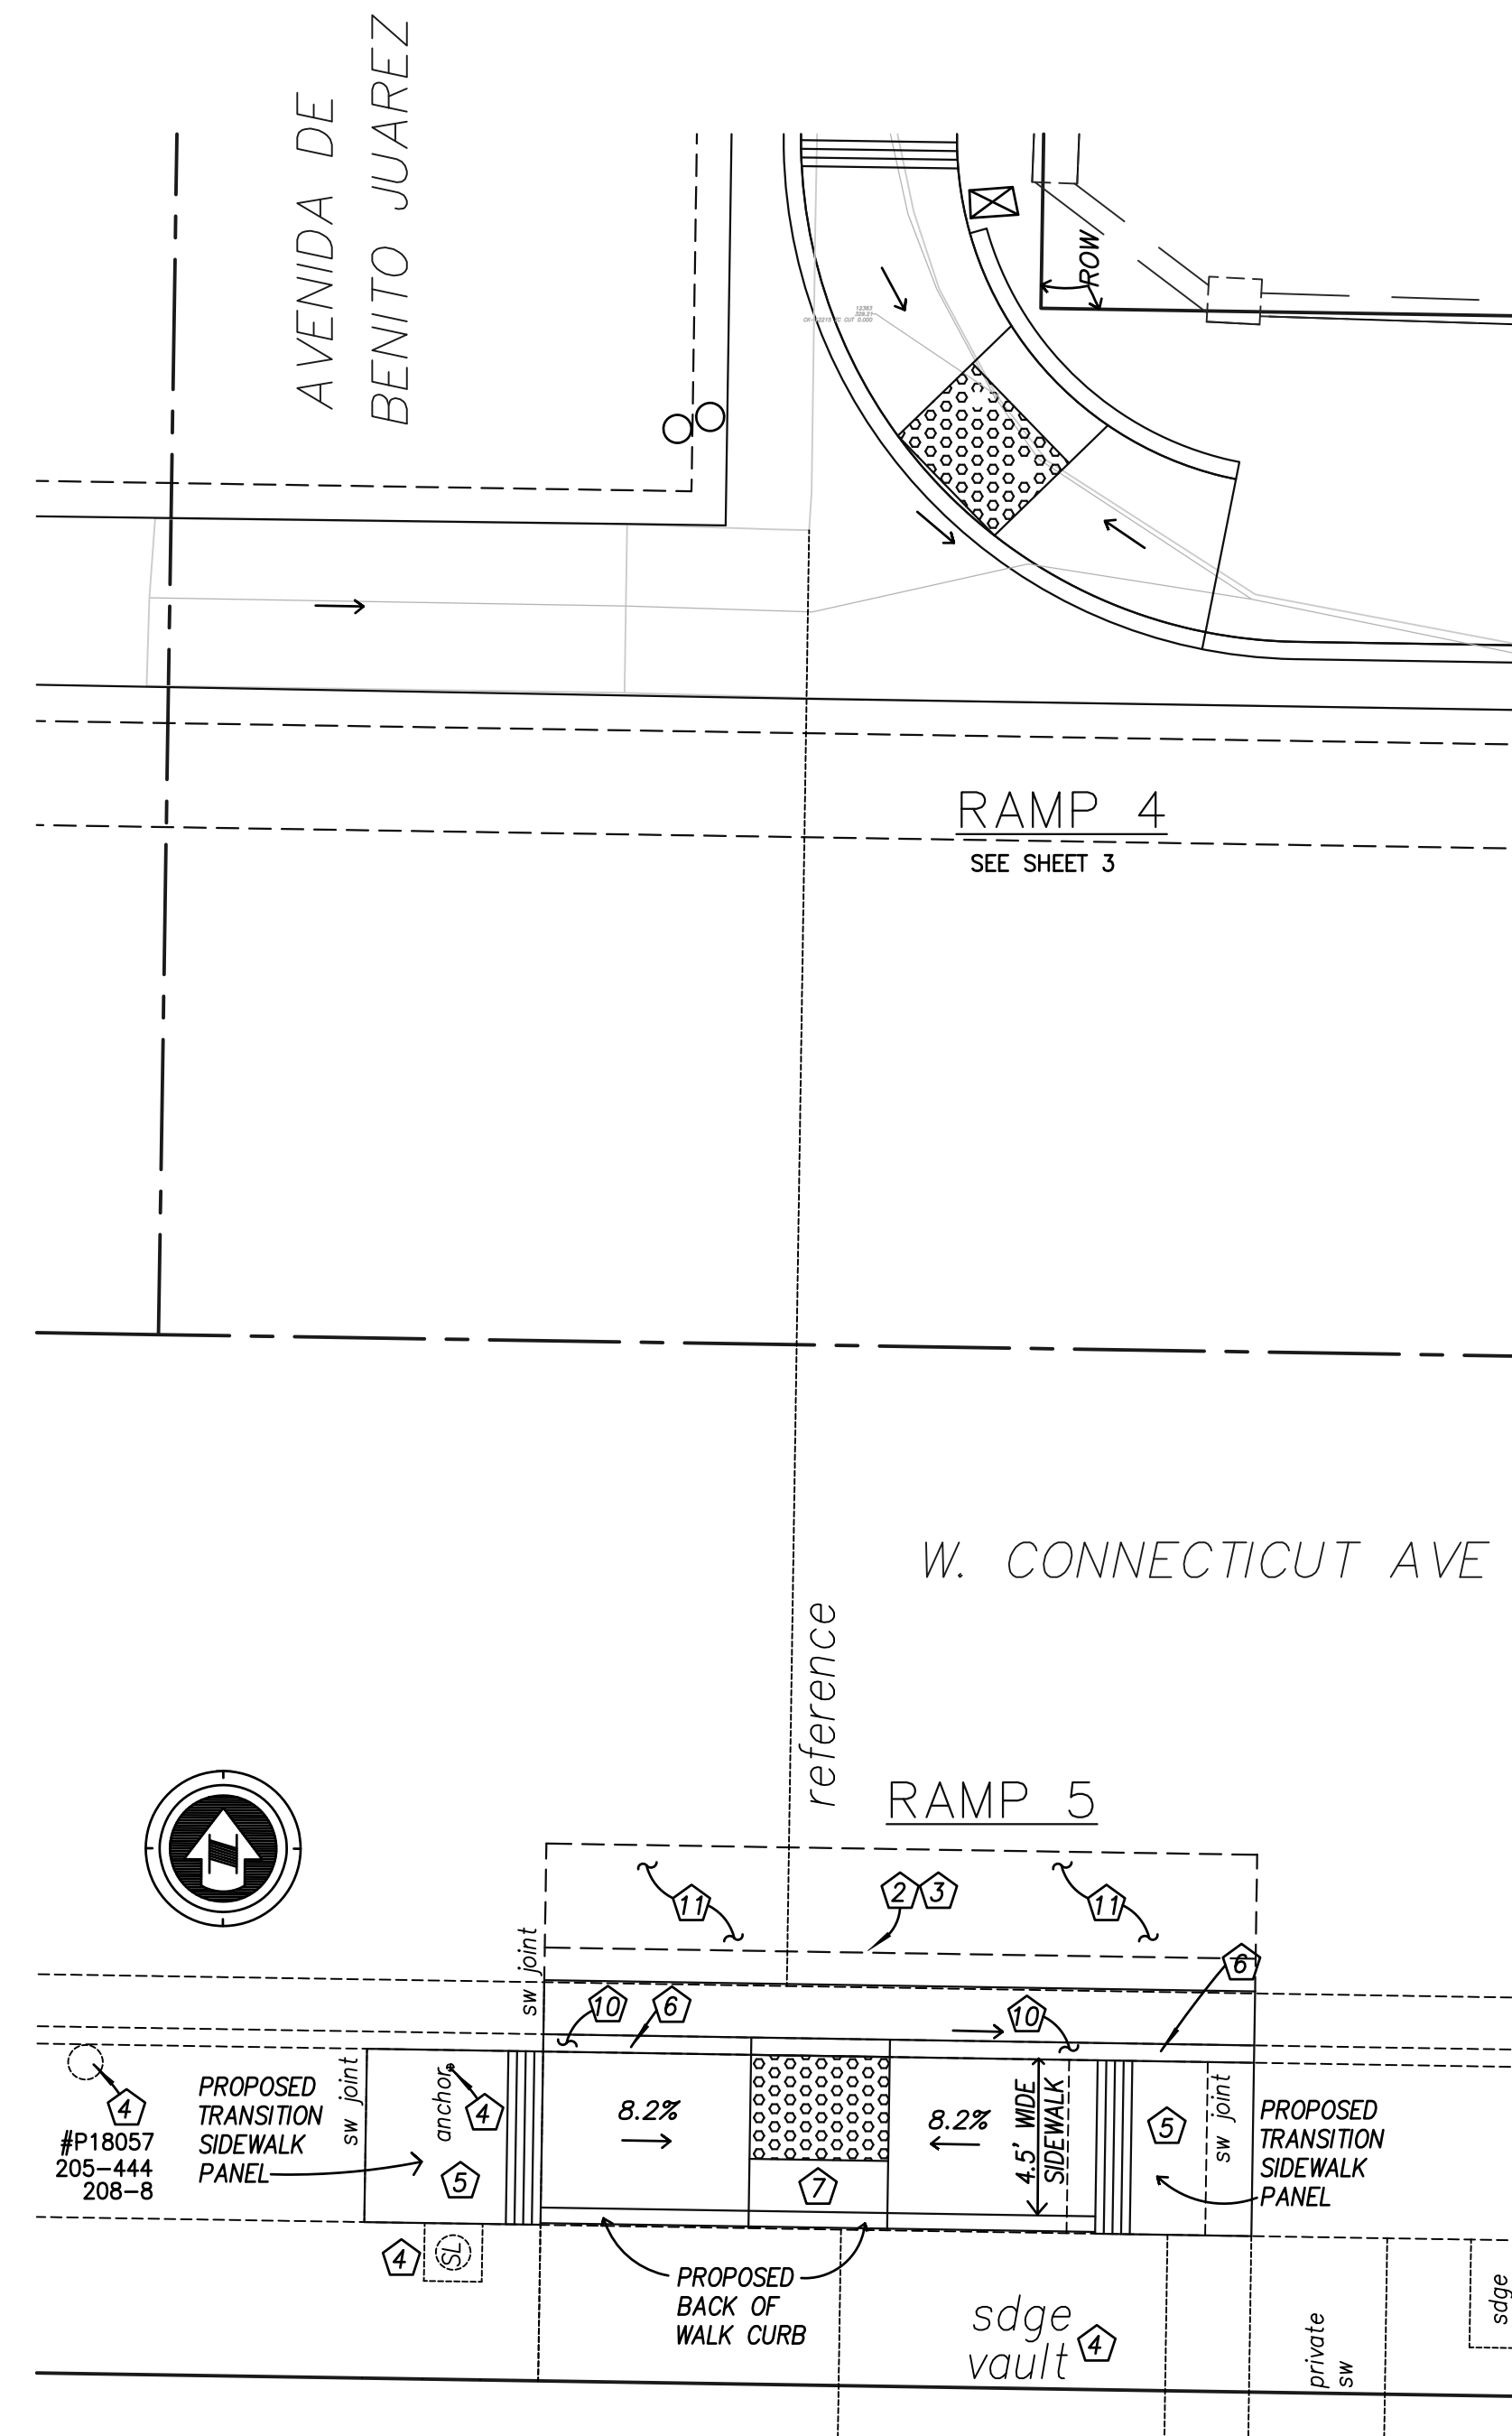 AVENIDA DE
BENITO JUAREZ
ROW
RAMP 4
SEE SHEET 3
W. CONNECTICUT AVE
reference
RAMP 5
11
2
3
11
sw joint
6
10
6
10
4
#P18057
205-444
208-8
PROPOSED
TRANSITION
SIDEWALK
PANEL
sw joint
anchor
4
5
8.2%
7
8.2%
4.5' WIDE
SIDEWALK
5
sw joint
PROPOSED
TRANSITION
SIDEWALK
PANEL
4
SL
PROPOSED
BACK OF
WALK CURB
sdge
vault
4
private
sw
sdge